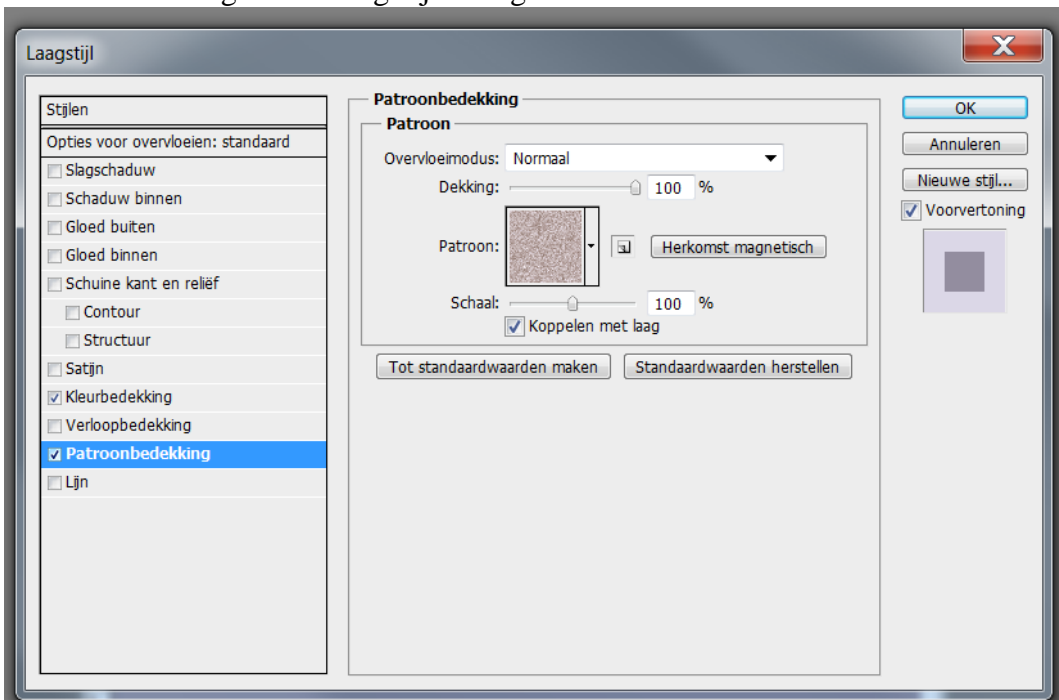 Laagstijl
Stijlen
Opties voor overvloeien: standaard
Slagschaduw
Schaduw binnen
Gloed buiten
Gloed binnen
Schuine kant en reliëf
Contour
Structuur
Satijn
Kleurbedekking
Verloopbedekking
Patroonbedekking
Lijn
Patroonbedekking
Patroon
Overvloeimodus: Normaal
Dekking: 100 %
Patroon: Herkomst magnetisch
Schaal: 100 %
Koppelen met laag
Tot standaardwaarden maken Standaardwaarden herstellen
OK
Annuleren
Nieuwe stijl...
Voorvertoning